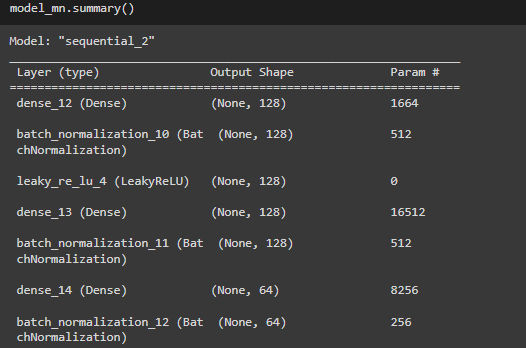 model_mn.summary()
Model: "sequential_2"
_________________________________________________________________
Layer (type) Output Shape Param #
=================================================================
dense_12 (Dense) (None, 128) 1664
batch_normalization_10 (Bat (None, 128) 512
chNormalization)
leaky_re_lu_4 (LeakyReLU) (None, 128) 0
dense_13 (Dense) (None, 128) 16512
batch_normalization_11 (Bat (None, 128) 512
chNormalization)
dense_14 (Dense) (None, 64) 8256
batch_normalization_12 (Bat (None, 64) 256
chNormalization)